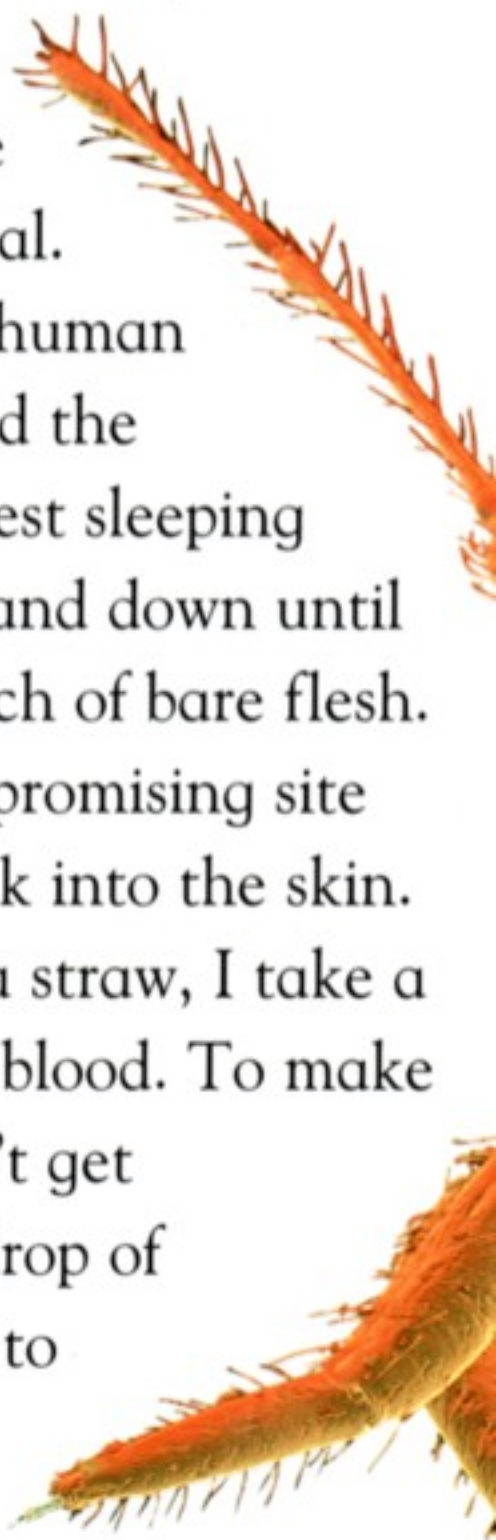 al.
human
d the
est sleeping
and down until
ch of bare flesh.
promising site
k into the skin.
a straw, I take a
blood. To make
't get
rop of
to